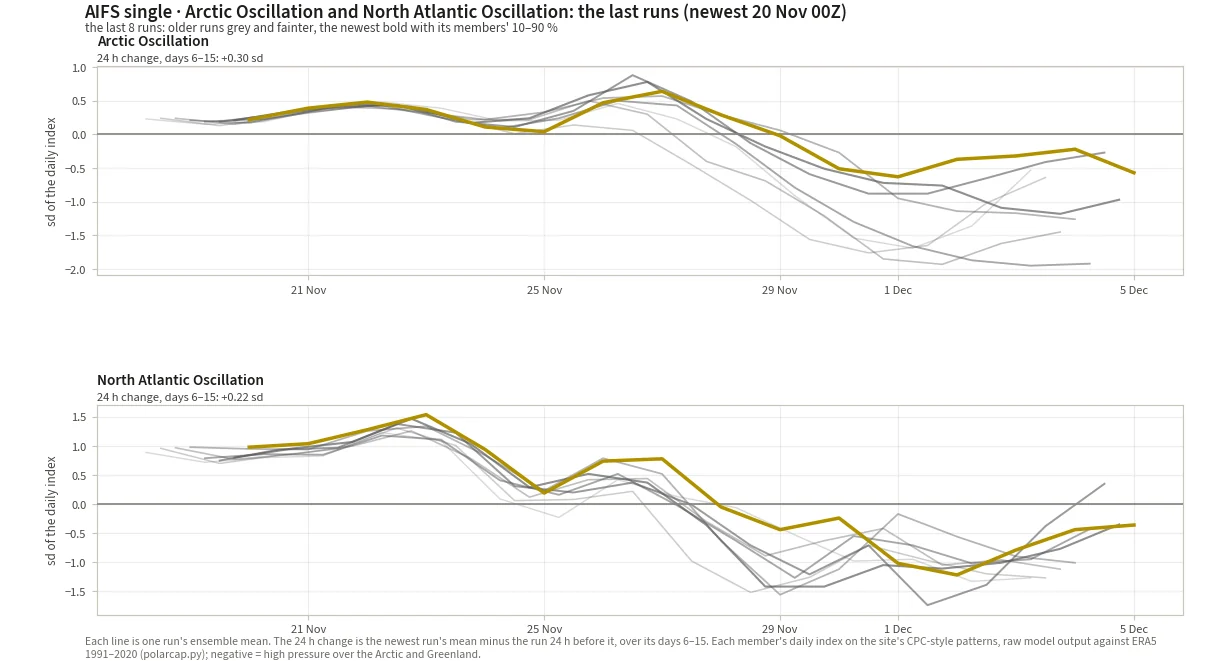 AIFS single · Arctic Oscillation and North Atlantic Oscillation: the last runs (newest 20 Nov 00Z)
the last 8 runs: older runs grey and fainter, the newest bold with its members' 10–90 %
Arctic Oscillation
24 h change, days 6–15: +0.30 sd
1.0
0.5
0.0
−0.5
−1.0
−1.5
−2.0
sd of the daily index
21 Nov
25 Nov
29 Nov
1 Dec
5 Dec
North Atlantic Oscillation
24 h change, days 6–15: +0.22 sd
1.5
1.0
0.5
0.0
−0.5
−1.0
−1.5
sd of the daily index
21 Nov
25 Nov
29 Nov
1 Dec
5 Dec
Each line is one run's ensemble mean. The 24 h change is the newest run's mean minus the run 24 h before it, over its days 6–15. Each member's daily index on the site's CPC-style patterns, raw model output against ERA5
1991–2020 (polarcap.py); negative = high pressure over the Arctic and Greenland.